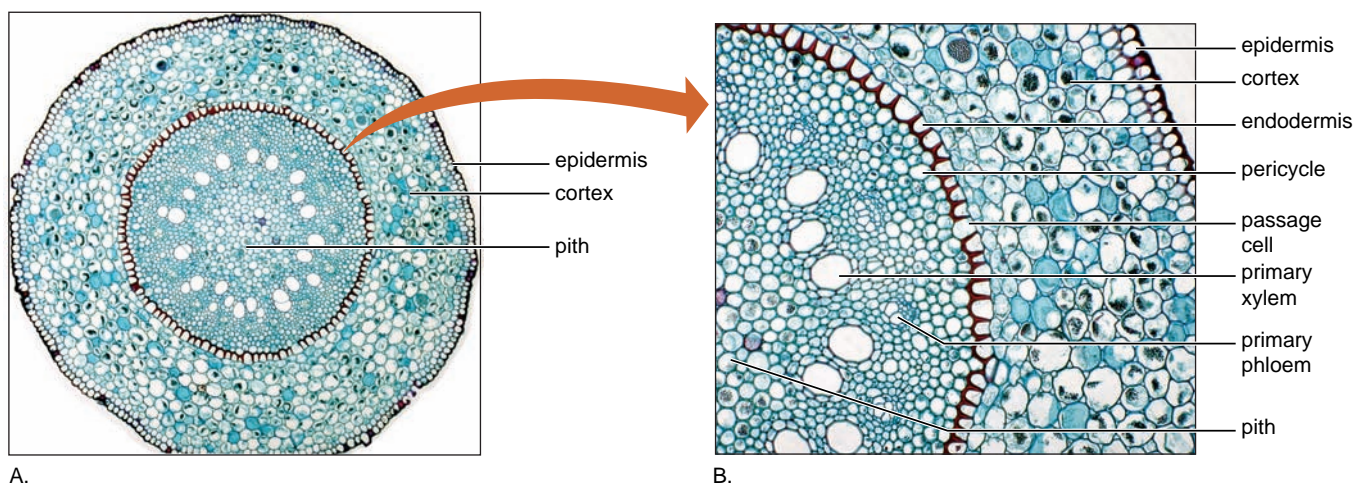 epidermis
cortex
pith
A.
epidermis
cortex
endodermis
pericycle
passage
cell
primary
xylem
primary
phloem
pith
B.